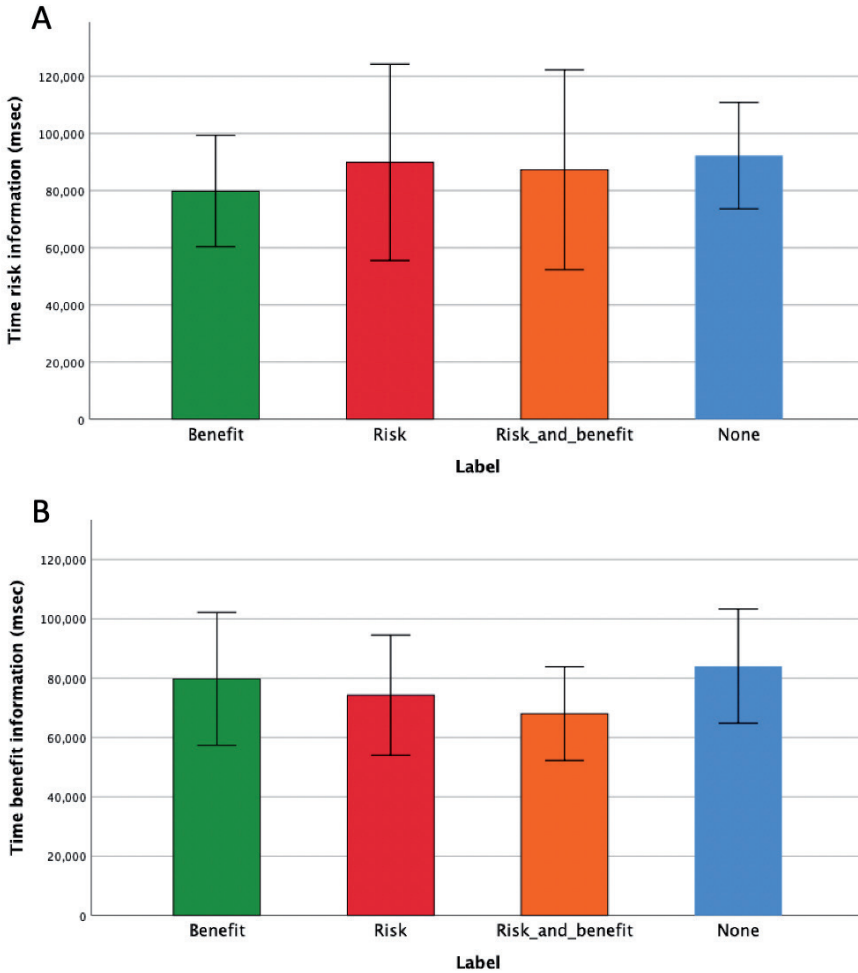 A
Time risk information (msec)
120,000
100,000
80,000
60,000
40,000
20,000
0
Benefit Risk Risk_and_benefit None
Label
B
Time benefit information (msec)
120,000
100,000
80,000
60,000
40,000
20,000
0
Benefit Risk Risk_and_benefit None
Label